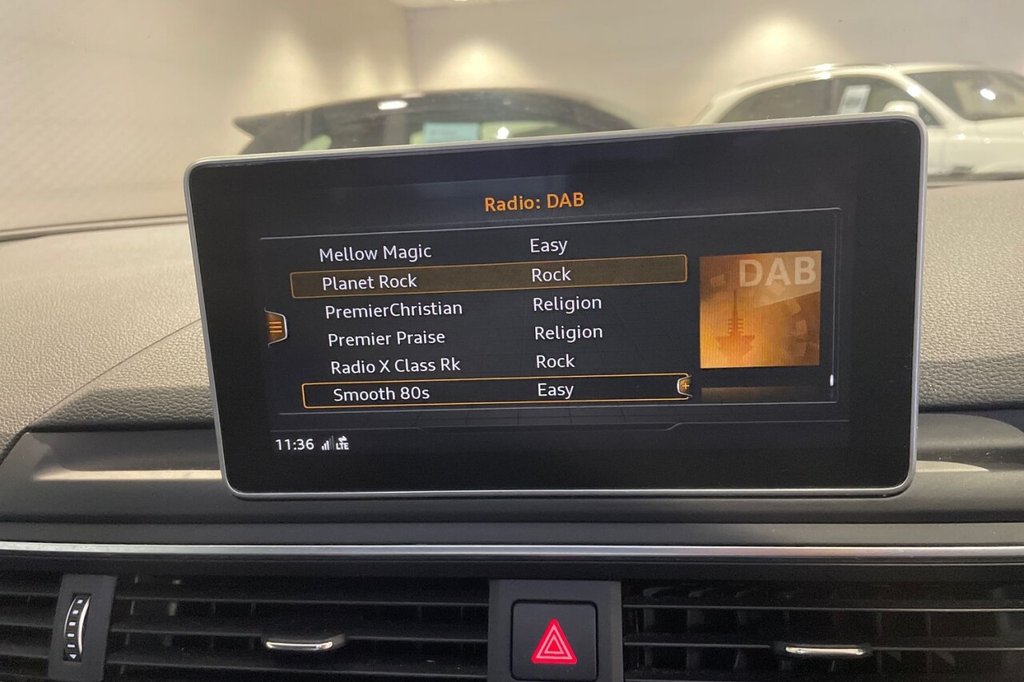 Radio: DAB
Mellow Magic Easy
Planet Rock Rock
PremierChristian Religion
Premier Praise Religion
Radio X Class Rk Rock
Smooth 80s Easy
DAB
11:36 LTE